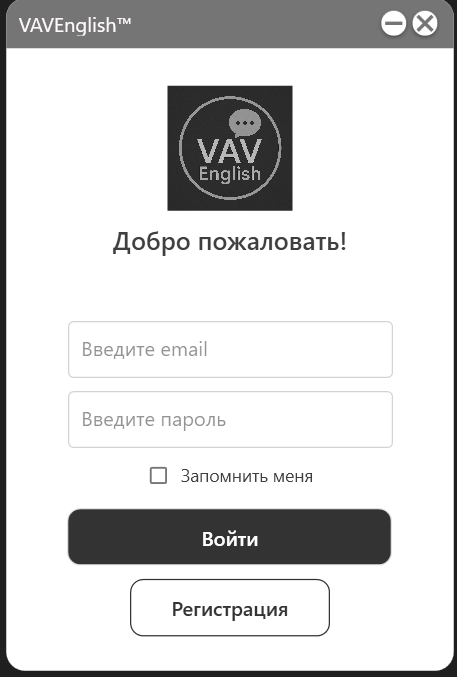 VAVEnglish™
VAV
English
Добро пожаловать!
Введите email
Введите пароль
Запомнить меня
Войти
Регистрация